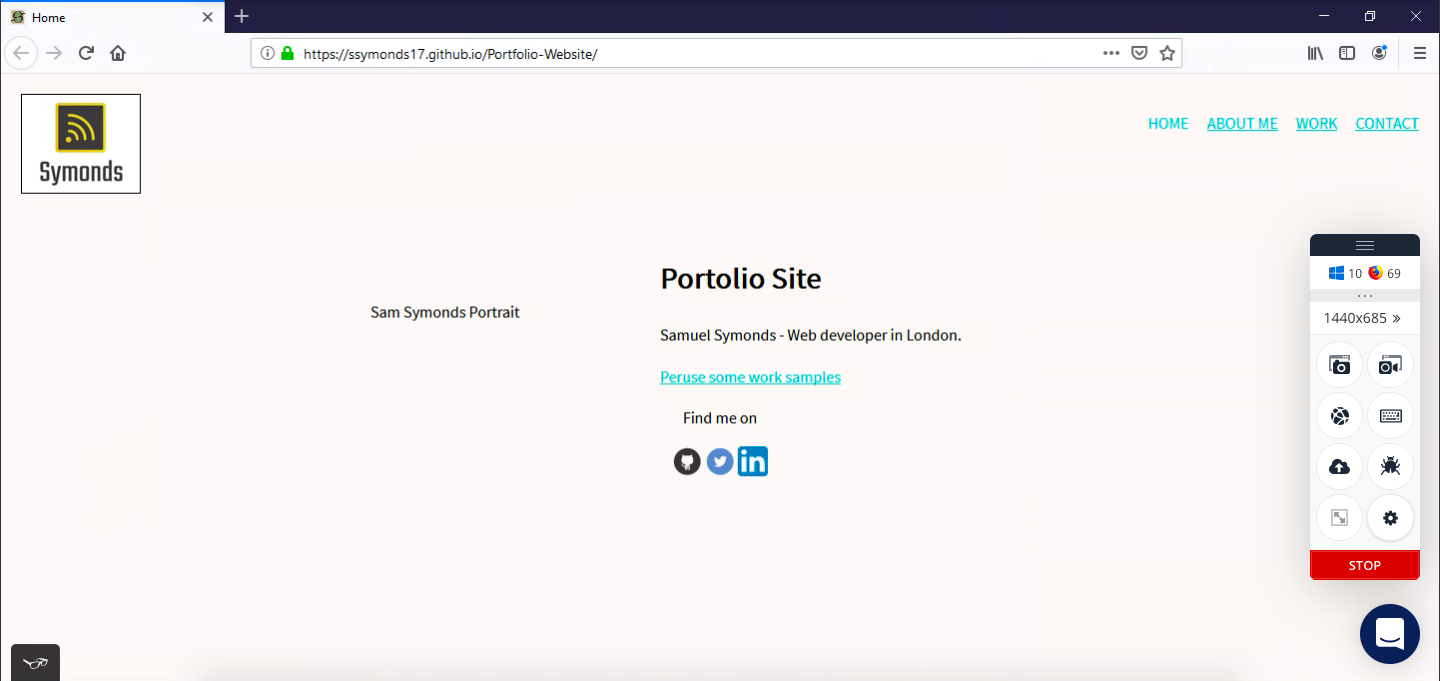 Home
https://ssymonds17.github.io/Portfolio-Website/
Symonds
HOME ABOUT ME WORK CONTACT
Portolio Site
Sam Symonds Portrait
Samuel Symonds - Web developer in London.
Peruse some work samples
Find me on
in
10 69
1440x685 »
STOP